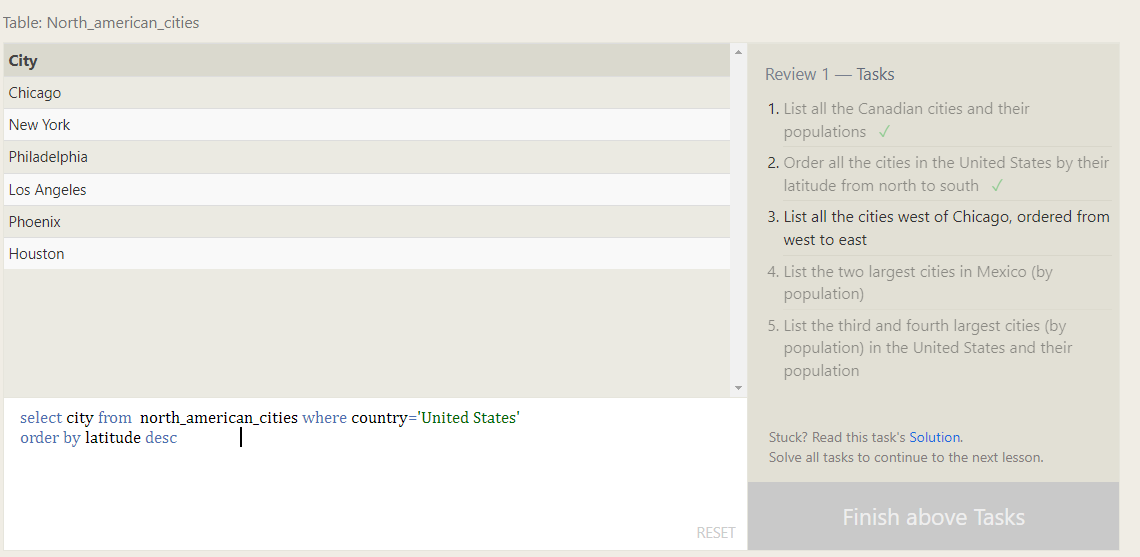 Table: North_american_cities
City
Chicago
New York
Philadelphia
Los Angeles
Phoenix
Houston
select city from  north_american_cities where country='United States'
order by latitude desc
RESET
Review 1 — Tasks
1. List all the Canadian cities and their
populations ✓
2. Order all the cities in the United States by their
latitude from north to south ✓
3. List all the cities west of Chicago, ordered from
west to east
4. List the two largest cities in Mexico (by
population)
5. List the third and fourth largest cities (by
population) in the United States and their
population
Stuck? Read this task's Solution.
Solve all tasks to continue to the next lesson.
Finish above Tasks